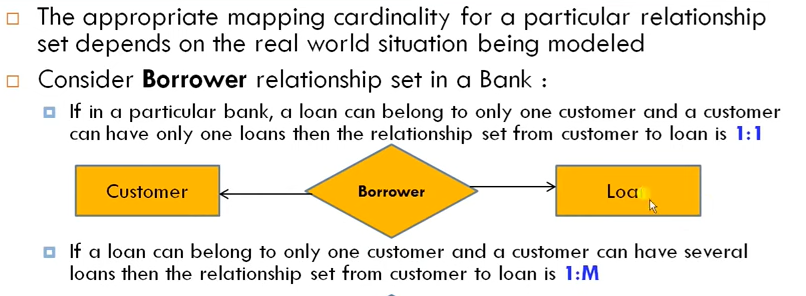 The appropriate mapping cardinality for a particular relationship
set depends on the real world situation being modeled
Consider Borrower relationship set in a Bank :
If in a particular bank, a loan can belong to only one customer and a customer
can have only one loans then the relationship set from customer to loan is 1:1
Customer
Borrower
If a loan can belong to only one customer and a customer can have several
loans then the relationship set from customer to loan is 1:M